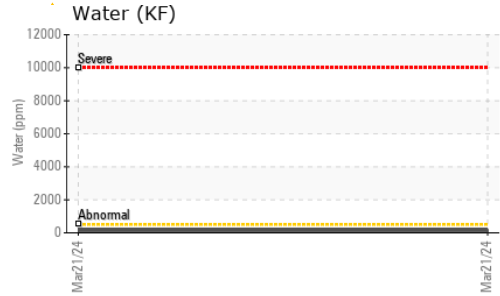 Water (KF)
12000
Severe
10000
8000
6000
4000
2000
Abnormal
0
Water (ppm)
Mar21/24
Mar21/24